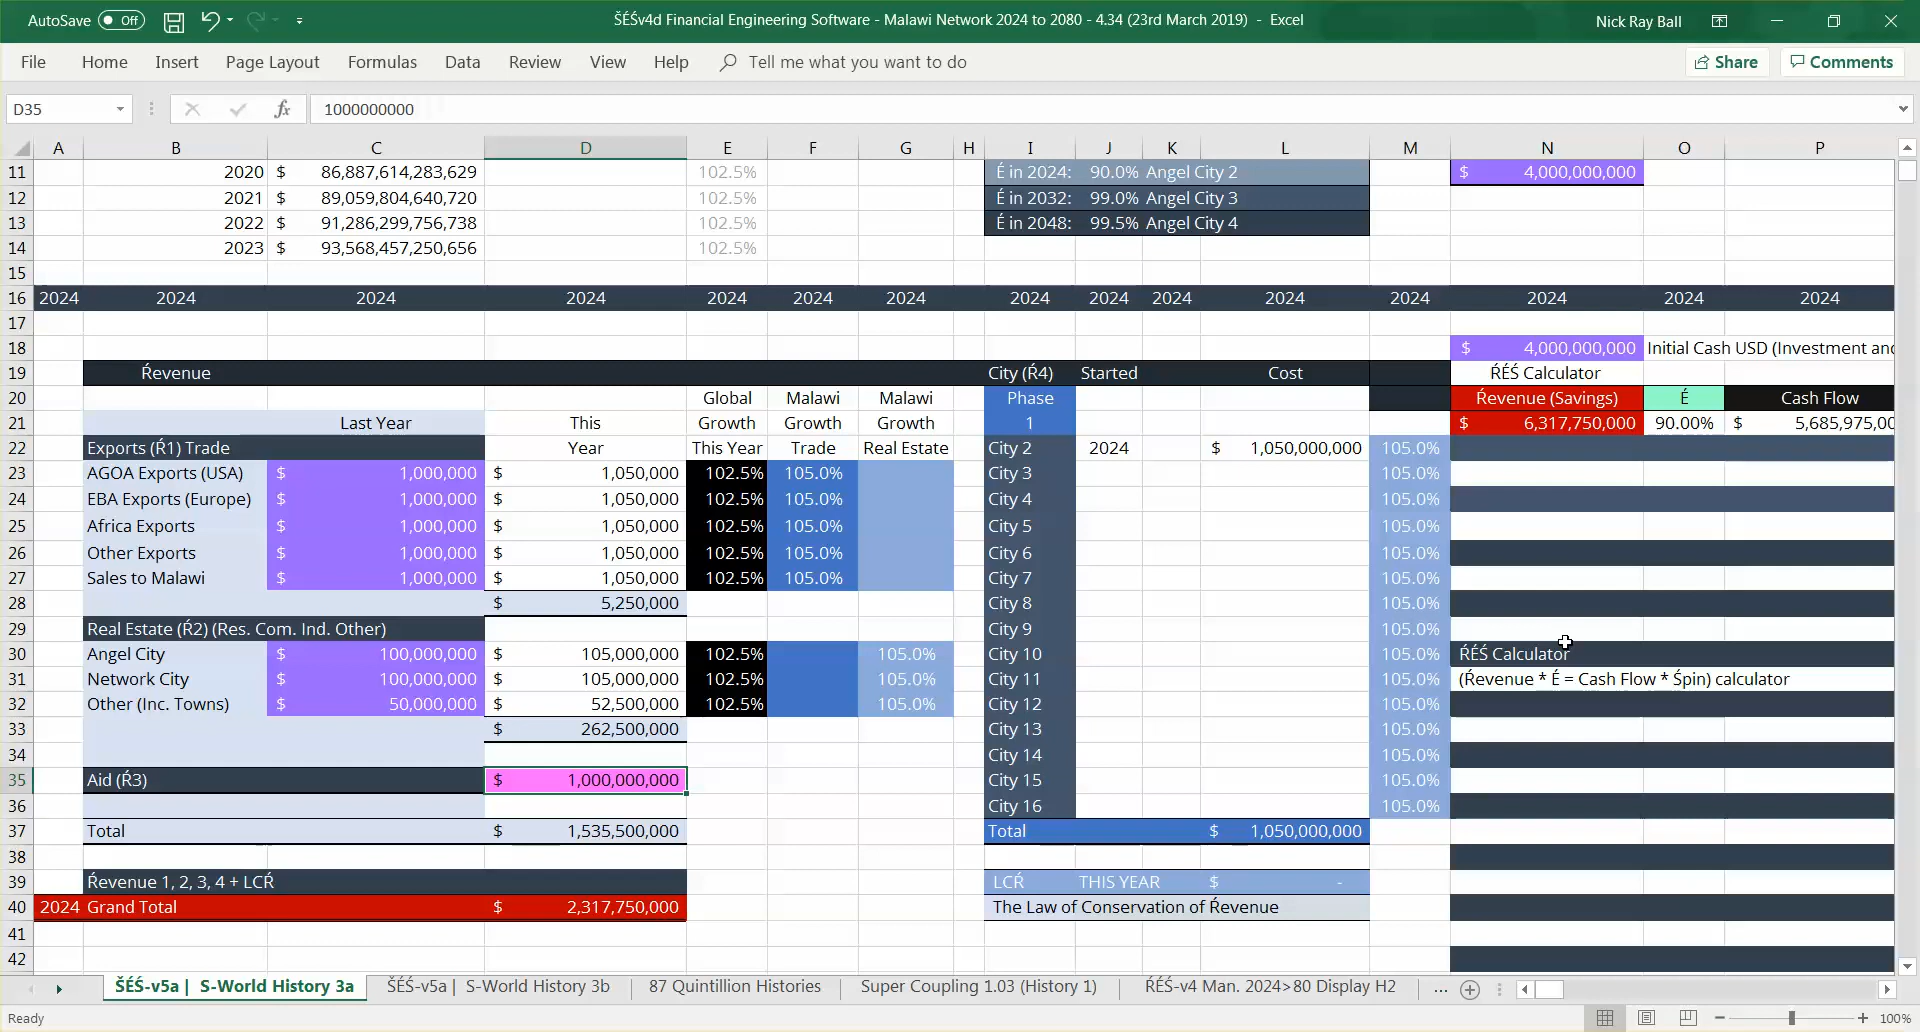 AutoSave Off ŠÉŚv4d Financial Engineering Software - Malawi Network 2024 to 2080 - 4.34 (23rd March 2019) - Excel Nick Ray Ball
File Home Insert Page Layout Formulas Data Review View Help Tell me what you want to do Share Comments
D35 fx 1000000000
A B C D E F G H I J K L M N O P
11 2020 $ 86,887,614,283,629 102.5% É in 2024: 90.0% Angel City 2 $ 4,000,000,000
12 2021 $ 89,059,804,640,720 102.5% É in 2032: 99.0% Angel City 3
13 2022 $ 91,286,299,756,738 102.5% É in 2048: 99.5% Angel City 4
14 2023 $ 93,568,457,250,656 102.5%
15
16 2024 2024 2024 2024 2024 2024 2024 2024 2024 2024 2024 2024 2024 2024 2024
17
18 $ 4,000,000,000 Initial Cash USD (Investment and
19 Ŕevenue City (Ŕ4) Started Cost ŔÉŚ Calculator
20 Global Malawi Malawi Phase Ŕevenue (Savings) É Cash Flow
21 Last Year This Growth Growth Growth 1 $ 6,317,750,000 90.00% $ 5,685,975,00
22 Exports (Ŕ1) Trade Year This Year Trade Real Estate City 2 2024 $ 1,050,000,000 105.0%
23 AGOA Exports (USA) $ 1,000,000 $ 1,050,000 102.5% 105.0% City 3 105.0%
24 EBA Exports (Europe) $ 1,000,000 $ 1,050,000 102.5% 105.0% City 4 105.0%
25 Africa Exports $ 1,000,000 $ 1,050,000 102.5% 105.0% City 5 105.0%
26 Other Exports $ 1,000,000 $ 1,050,000 102.5% 105.0% City 6 105.0%
27 Sales to Malawi $ 1,000,000 $ 1,050,000 102.5% 105.0% City 7 105.0%
28 $ 5,250,000 City 8 105.0%
29 Real Estate (Ŕ2) (Res. Com. Ind. Other) City 9 105.0%
30 Angel City $ 100,000,000 $ 105,000,000 102.5% 105.0% City 10 105.0% ŔÉŚ Calculator
31 Network City $ 100,000,000 $ 105,000,000 102.5% 105.0% City 11 105.0% (Ŕevenue * É = Cash Flow * Śpin) calculator
32 Other (Inc. Towns) $ 50,000,000 $ 52,500,000 102.5% 105.0% City 12 105.0%
33 $ 262,500,000 City 13 105.0%
34 City 14 105.0%
35 Aid (Ŕ3) $ 1,000,000,000 City 15 105.0%
36 City 16 105.0%
37 Total $ 1,535,500,000 Total $ 1,050,000,000
38
39 Ŕevenue 1, 2, 3, 4 + LCŔ LCŔ THIS YEAR $ -
40 2024 Grand Total $ 2,317,750,000 The Law of Conservation of Ŕevenue
41
42
ŠÉŚ-v5a | S-World History 3a ŠÉŚ-v5a | S-World History 3b 87 Quintillion Histories Super Coupling 1.03 (History 1) ŔÉŚ-v4 Man. 2024>80 Display H2 ...
Ready 100%